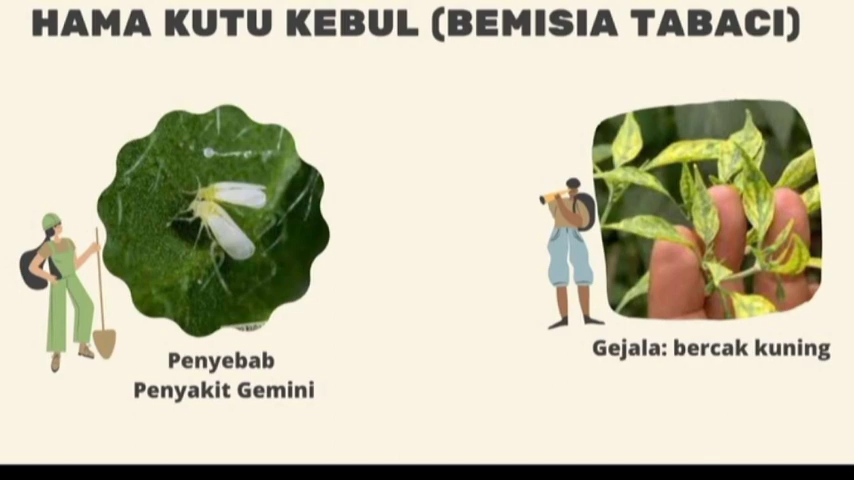 HAMA KUTU KEBUL (BEMISIA TABACI)
Penyebab
Penyakit Gemini
Gejala: bercak kuning